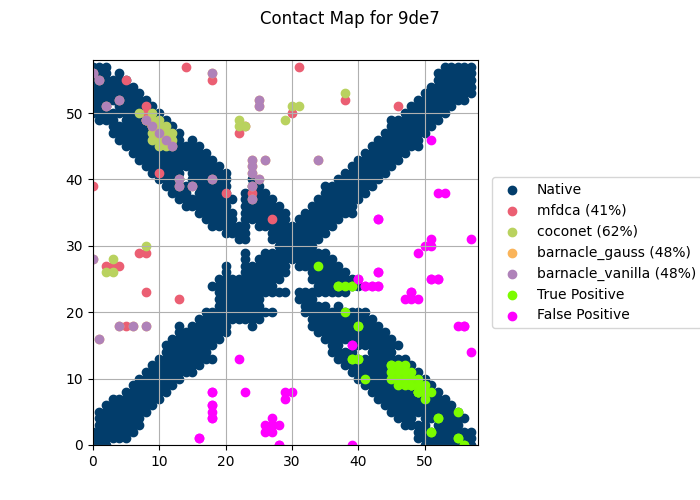 Contact Map for 9de7
50
40
30
20
10
0
0 10 20 30 40 50
Native
mfdca (41%)
coconet (62%)
barnacle_gauss (48%)
barnacle_vanilla (48%)
True Positive
False Positive